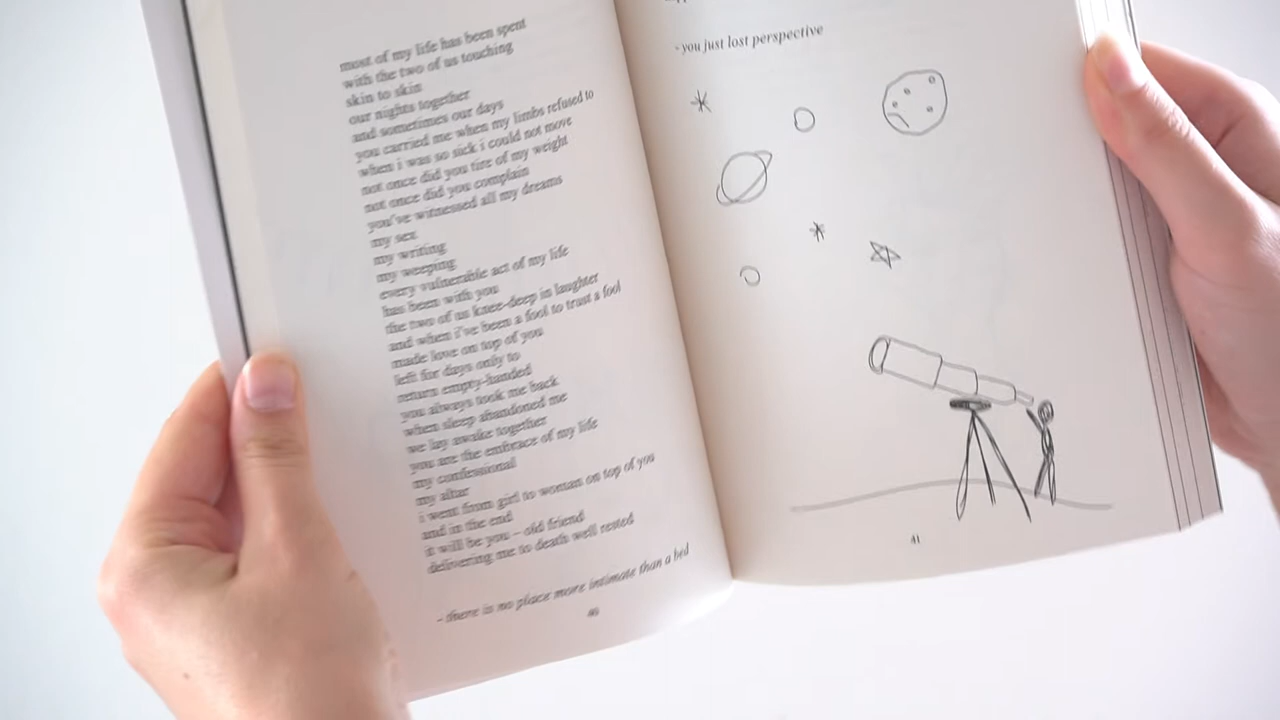 most of my life has been spent
with the two of us touching
skin to skin
our nights together
and sometimes our days
you carried me when my limbs refused to
when i was so sick i could not move
not once did you tire of my weight
not once did you complain
you've witnessed all my dreams
my sex
my writing
my weeping
every vulnerable act of my life
has been with you
the two of us knee-deep in laughter
and when i've been a fool to trust a fool
made love on top of you
left for days only to
return empty-handed
you always took me back
when sleep abandoned me
we lay awake together
you are the embrace of my life
my confessional
my altar
i went from girl to woman on top of you
and in the end
it will be you – old friend
delivering me to death well rested
- there is no place more intimate than a bed
40
- you just lost perspective
41